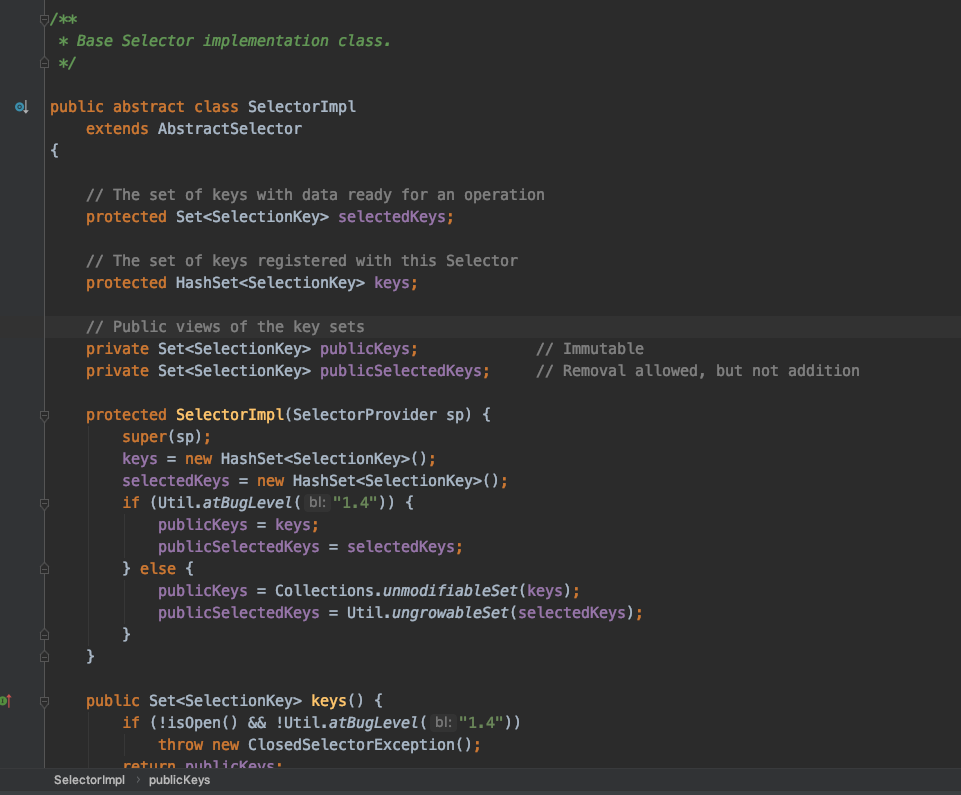 /**
 * Base Selector implementation class.
 */
public abstract class SelectorImpl
    extends AbstractSelector
{
    // The set of keys with data ready for an operation
    protected Set<SelectionKey> selectedKeys;
    // The set of keys registered with this Selector
    protected HashSet<SelectionKey> keys;
    // Public views of the key sets
    private Set<SelectionKey> publicKeys;             // Immutable
    private Set<SelectionKey> publicSelectedKeys;     // Removal allowed, but not addition
    protected SelectorImpl(SelectorProvider sp) {
        super(sp);
        keys = new HashSet<SelectionKey>();
        selectedKeys = new HashSet<SelectionKey>();
        if (Util.atBugLevel( bl: "1.4")) {
            publicKeys = keys;
            publicSelectedKeys = selectedKeys;
        } else {
            publicKeys = Collections.unmodifiableSet(keys);
            publicSelectedKeys = Util.ungrowableSet(selectedKeys);
        }
    }
    public Set<SelectionKey> keys() {
        if (!isOpen() && !Util.atBugLevel( bl: "1.4"))
            throw new ClosedSelectorException();
        return publicKeys;
SelectorImpl › publicKeys